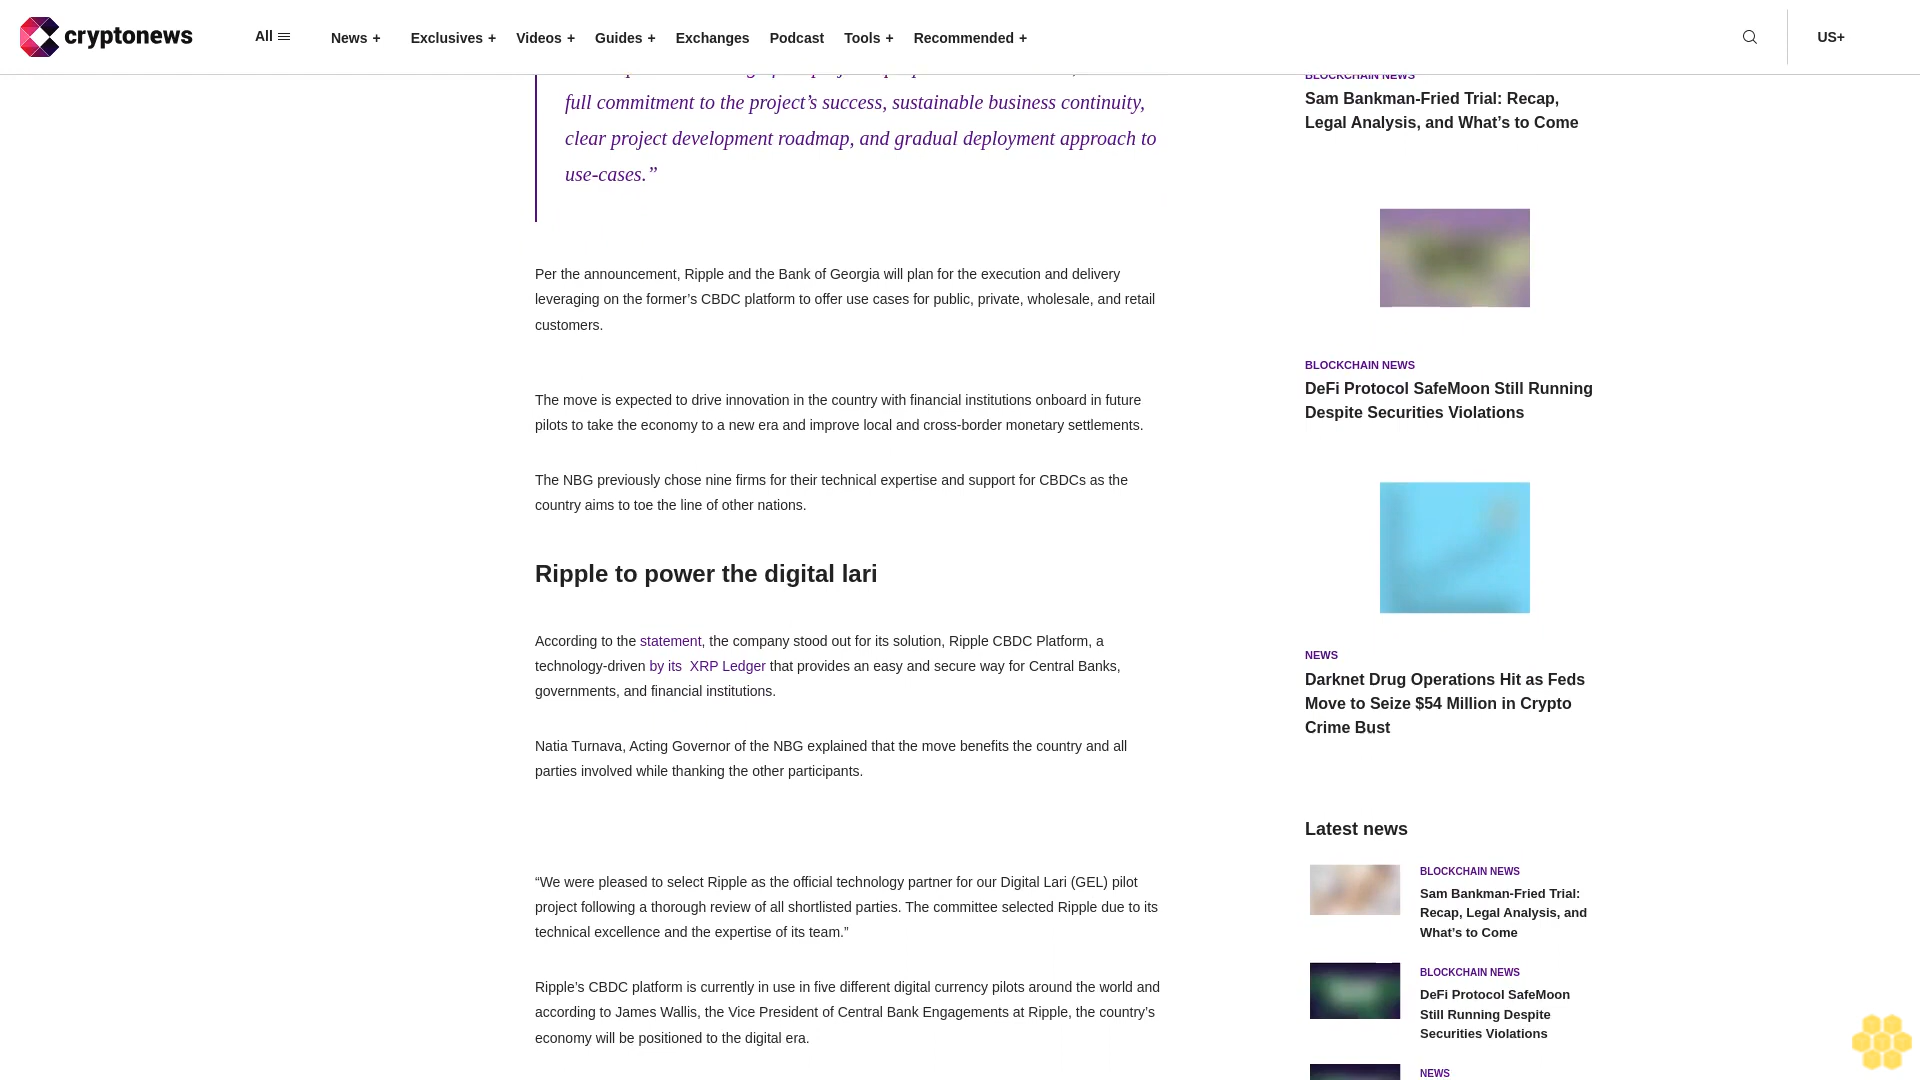 cryptonews
All
News +
Exclusives +
Videos +
Guides +
Exchanges
Podcast
Tools +
Recommended +
US+
full commitment to the project’s success, sustainable business continuity,
clear project development roadmap, and gradual deployment approach to
use-cases.”
Per the announcement, Ripple and the Bank of Georgia will plan for the execution and delivery
leveraging on the former’s CBDC platform to offer use cases for public, private, wholesale, and retail
customers.
The move is expected to drive innovation in the country with financial institutions onboard in future
pilots to take the economy to a new era and improve local and cross-border monetary settlements.
The NBG previously chose nine firms for their technical expertise and support for CBDCs as the
country aims to toe the line of other nations.
Ripple to power the digital lari
According to the statement, the company stood out for its solution, Ripple CBDC Platform, a
technology-driven by its  XRP Ledger that provides an easy and secure way for Central Banks,
governments, and financial institutions.
Natia Turnava, Acting Governor of the NBG explained that the move benefits the country and all
parties involved while thanking the other participants.
“We were pleased to select Ripple as the official technology partner for our Digital Lari (GEL) pilot
project following a thorough review of all shortlisted parties. The committee selected Ripple due to its
technical excellence and the expertise of its team.”
Ripple’s CBDC platform is currently in use in five different digital currency pilots around the world and
according to James Wallis, the Vice President of Central Bank Engagements at Ripple, the country’s
economy will be positioned to the digital era.
BLOCKCHAIN NEWS
Sam Bankman-Fried Trial: Recap,
Legal Analysis, and What’s to Come
BLOCKCHAIN NEWS
DeFi Protocol SafeMoon Still Running
Despite Securities Violations
NEWS
Darknet Drug Operations Hit as Feds
Move to Seize $54 Million in Crypto
Crime Bust
Latest news
BLOCKCHAIN NEWS
Sam Bankman-Fried Trial:
Recap, Legal Analysis, and
What’s to Come
BLOCKCHAIN NEWS
DeFi Protocol SafeMoon
Still Running Despite
Securities Violations
NEWS